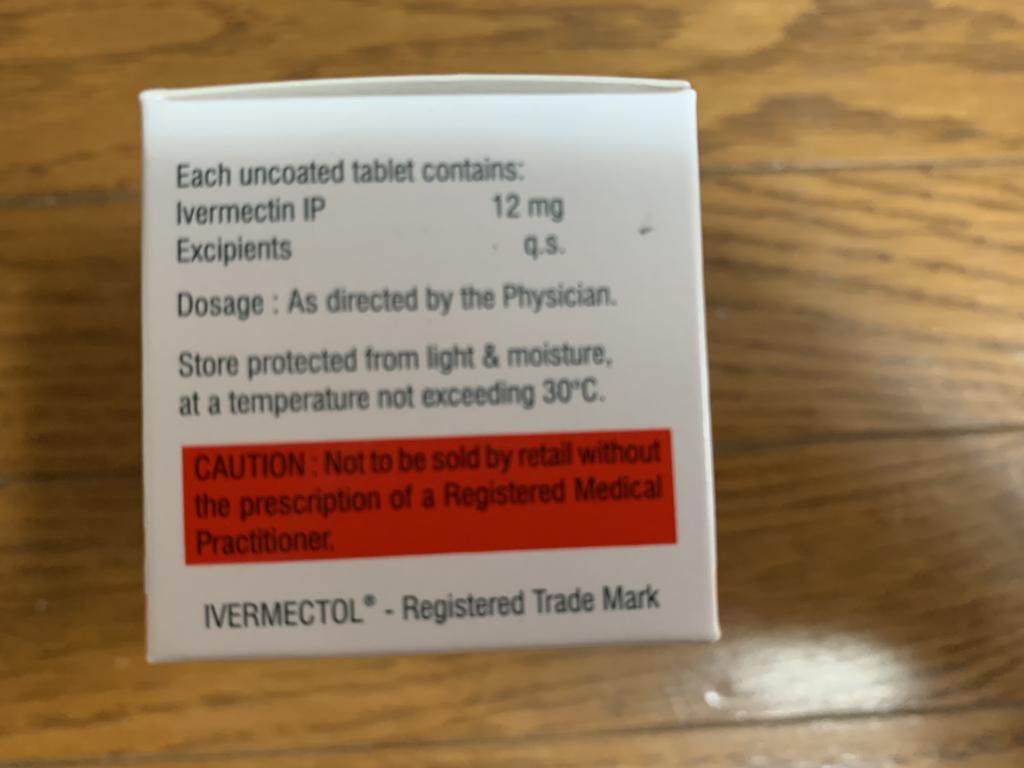 Each uncoated tablet contains:
Ivermectin IP 12 mg
Excipients q.s.
Dosage : As directed by the Physician.
Store protected from light & moisture,
at a temperature not exceeding 30°C.
CAUTION : Not to be sold by retail without
the prescription of a Registered Medical
Practitioner.
IVERMECTOL® - Registered Trade Mark